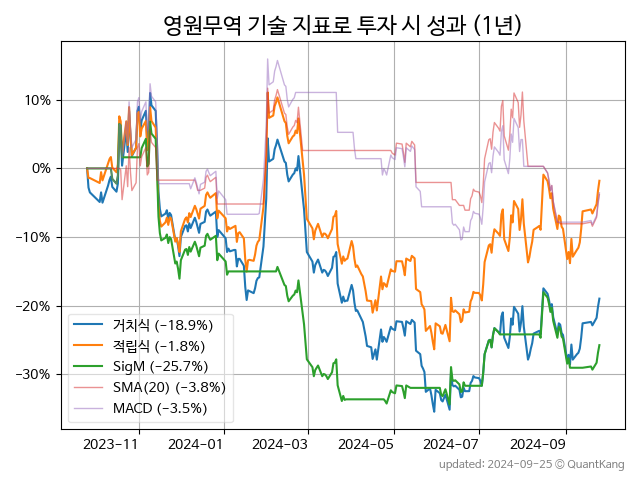 영원무역 기술 지표로 투자 시 성과 (1년)
10%
0%
−10%
−20%
−30%
거치식 (−18.9%)
적립식 (−1.8%)
SigM (−25.7%)
SMA(20) (−3.8%)
MACD (−3.5%)
2023-11 2024-01 2024-03 2024-05 2024-07 2024-09
updated: 2024-09-25 © QuantKang